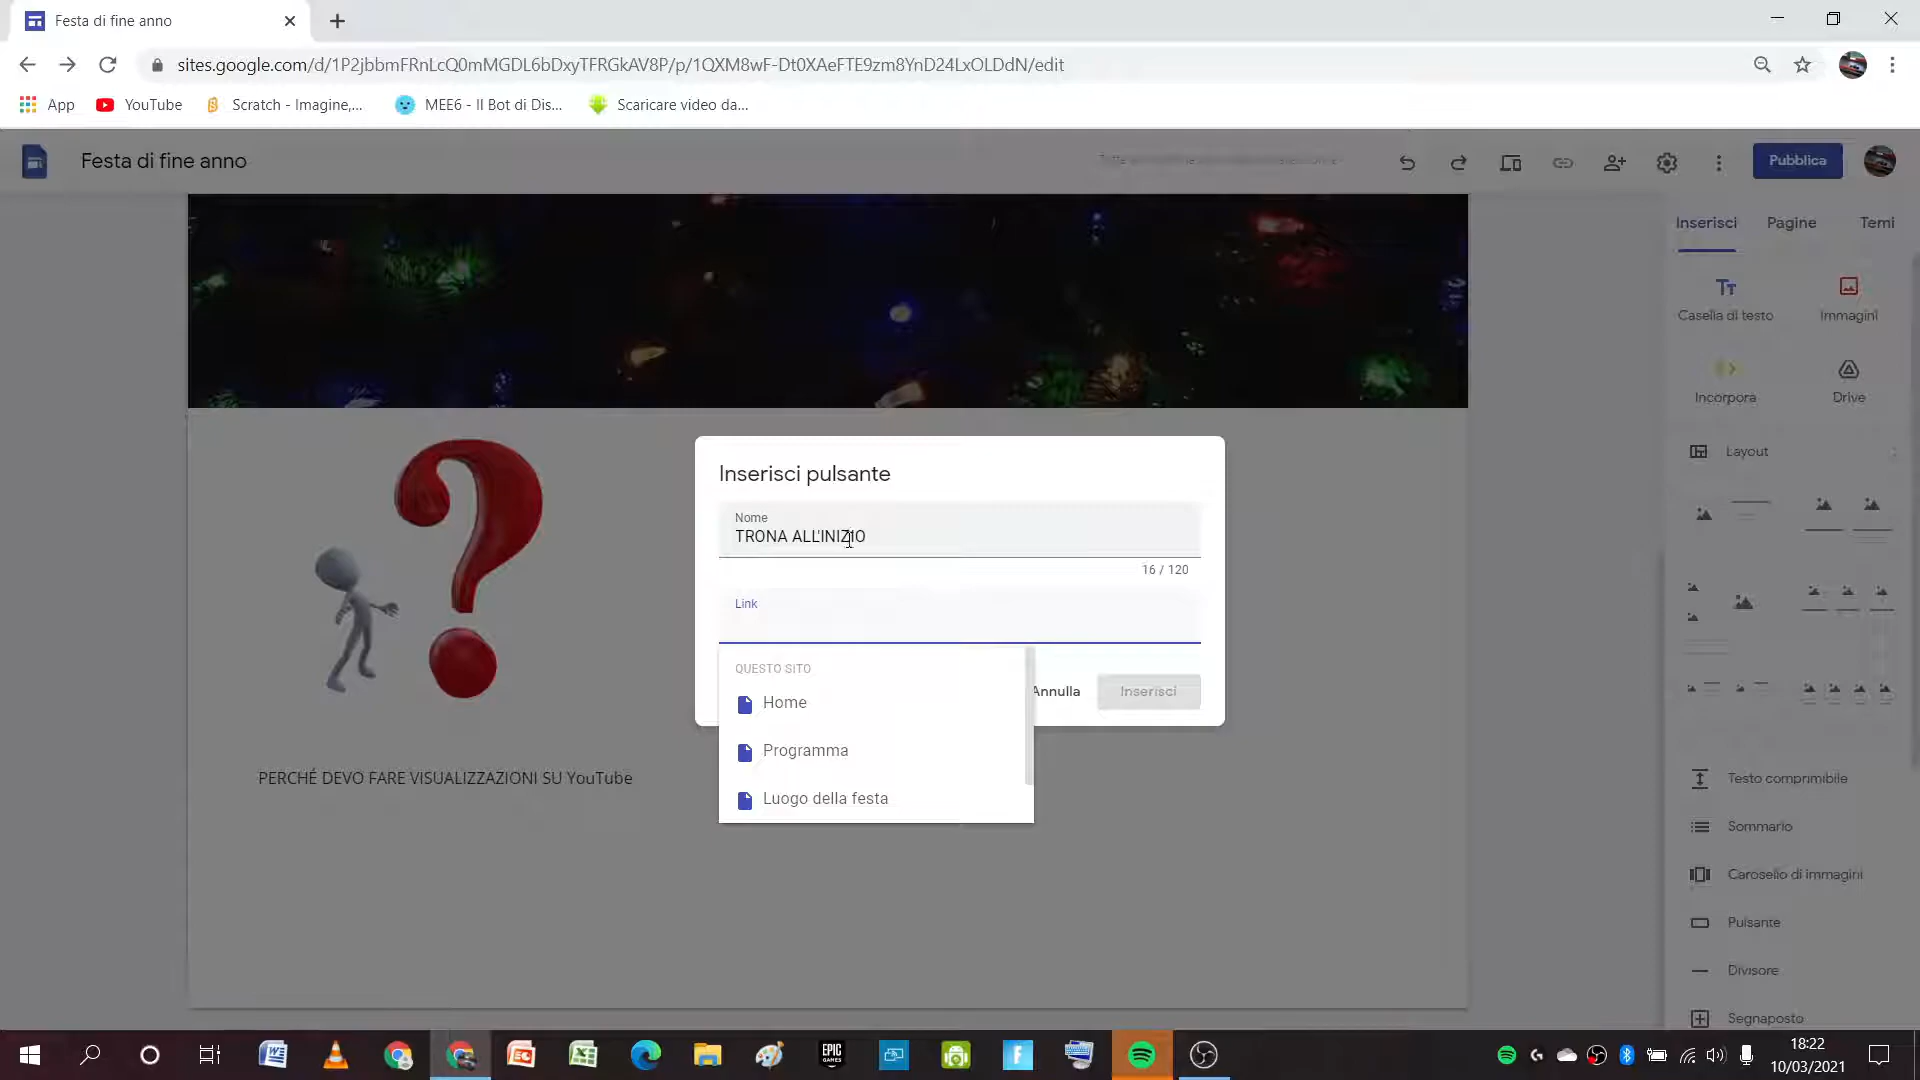 Festa di fine anno
sites.google.com/d/1P2jbbmFRnLcQ0mMGDL6bDxyTFRGkAV8P/p/1QXM8wF-Dt0XAeFTE9zm8YnD24LxOLDdN/edit
App
YouTube
Scratch - Imagine,...
MEE6 - Il Bot di Dis...
Scaricare video da...
Festa di fine anno
Pubblica
Inserisci
Pagine
Temi
Casella di testo
Immagini
Incorpora
Drive
Layout
Inserisci pulsante
Nome
TRONA ALL'INIZIO
16 / 120
Link
QUESTO SITO
Home
Programma
Luogo della festa
Annulla
Inserisci
PERCHÉ DEVO FARE VISUALIZZAZIONI SU YouTube
Testo comprimibile
Sommario
Carosello di immagini
Pulsante
Divisore
Segnaposto
EPIC
GAMES
18:22
10/03/2021